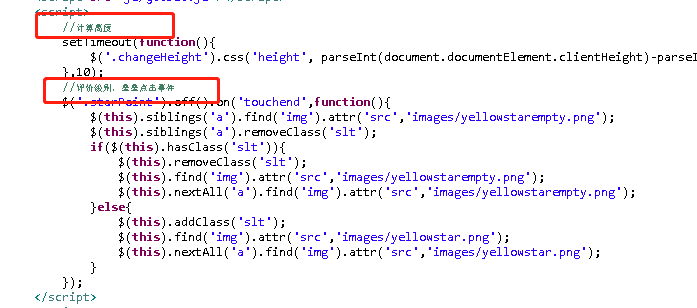 <script>
//计算高度
setTimeout(function(){
$('.changeHeight').css('height', parseInt(document.documentElement.clientHeight)-parseI
},10);
//评价级别，星星点击事件
$('.starPoint').off().on('touchend',function(){
$(this).siblings('a').find('img').attr('src','images/yellowstarempty.png');
$(this).siblings('a').removeClass('slt');
if($(this).hasClass('slt')){
$(this).removeClass('slt');
$(this).find('img').attr('src','images/yellowstarempty.png');
$(this).nextAll('a').find('img').attr('src','images/yellowstarempty.png');
}else{
$(this).addClass('slt');
$(this).find('img').attr('src','images/yellowstar.png');
$(this).nextAll('a').find('img').attr('src','images/yellowstar.png');
}
});
</script>